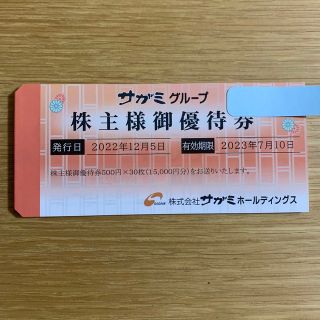 サガミグループ
株主様御優待券
発行日 2022年12月5日 有効期限 2023年7月10日
株主様御優待券500円×30枚(15,000円分)をお送りいたします。
株式会社サガミホールディングス